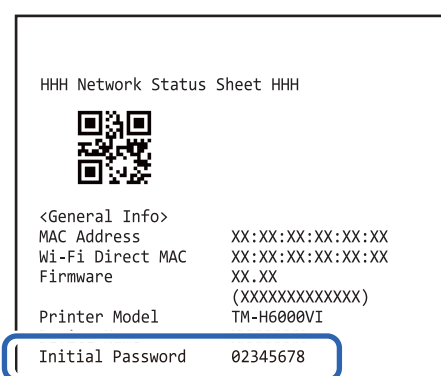 HHH Network Status Sheet HHH
<General Info>
MAC Address XX:XX:XX:XX:XX:XX
Wi-Fi Direct MAC XX:XX:XX:XX:XX:XX
Firmware XX.XX
(XXXXXXXXXXXXX)
Printer Model TM-H6000VI
Initial Password 02345678